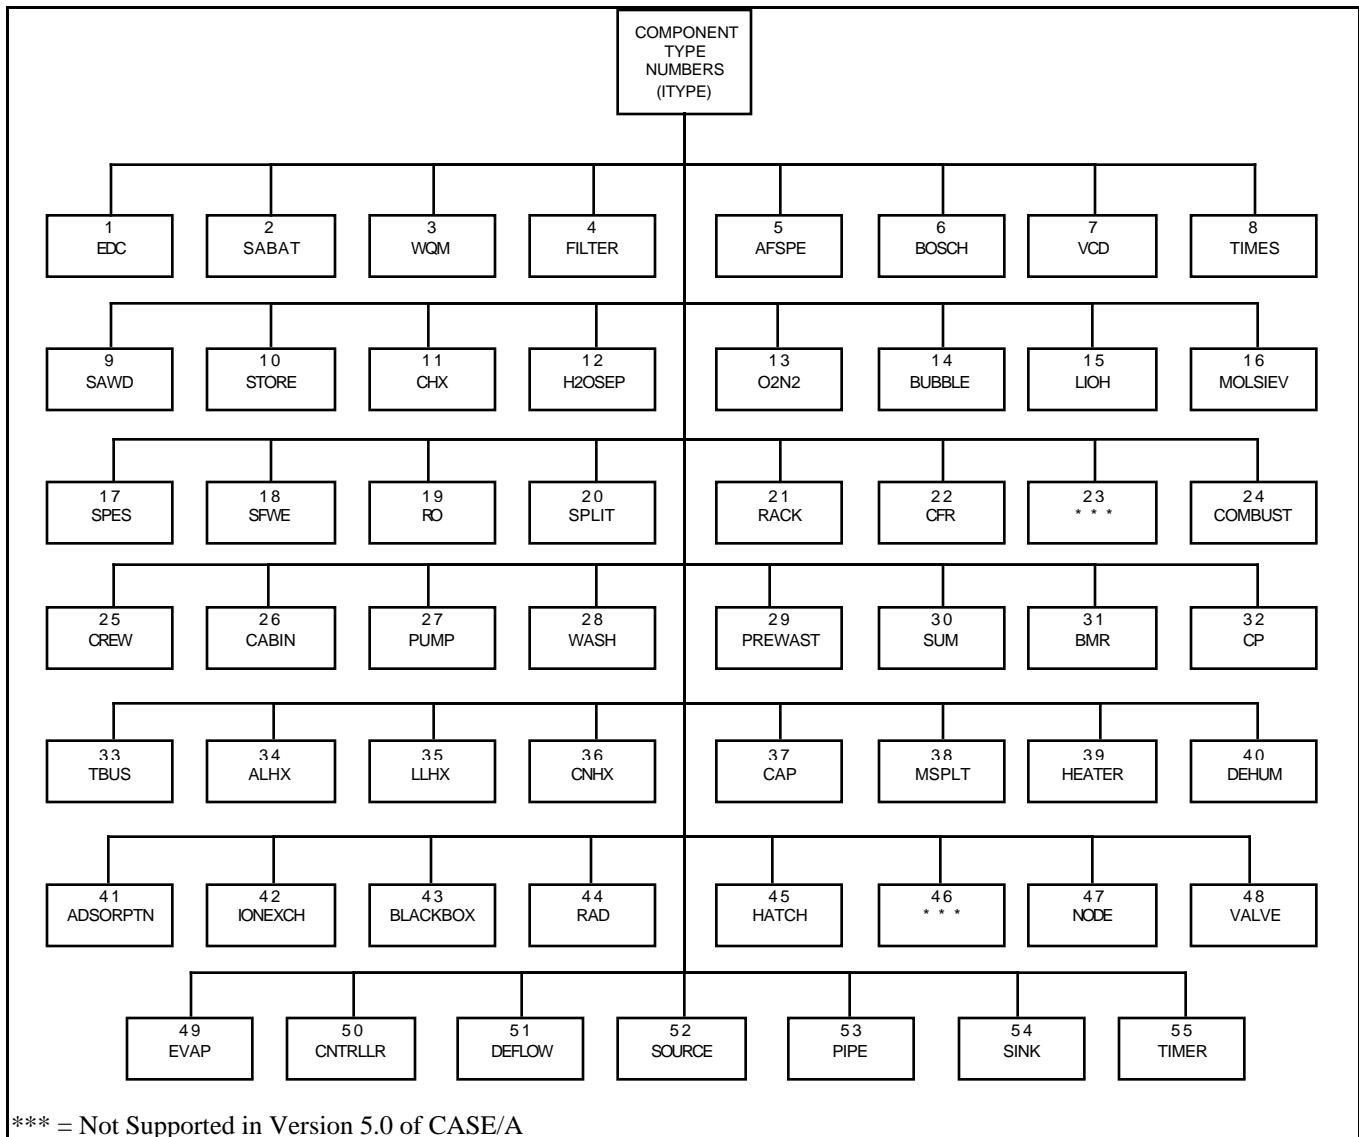 COMPONENT
TYPE
NUMBERS
(ITYPE)
1
EDC
2
SABAT
3
WQM
4
FILTER
5
AFSPE
6
BOSCH
7
VCD
8
TIMES
9
SAWD
10
STORE
11
CHX
12
H2OSEP
13
O2N2
14
BUBBLE
15
LIOH
16
MOLSIEV
17
SPES
18
SFWE
19
RO
20
SPLIT
21
RACK
22
CFR
23
* * *
24
COMBUST
25
CREW
26
CABIN
27
PUMP
28
WASH
29
PREWAST
30
SUM
31
BMR
32
CP
33
TBUS
34
ALHX
35
LLHX
36
CNHX
37
CAP
38
MSPLT
39
HEATER
40
DEHUM
41
ADSORPTN
42
IONEXCH
43
BLACKBOX
44
RAD
45
HATCH
46
* * *
47
NODE
48
VALVE
49
EVAP
50
CNTRLLR
51
DEFLOW
52
SOURCE
53
PIPE
54
SINK
55
TIMER
*** = Not Supported in Version 5.0 of CASE/A